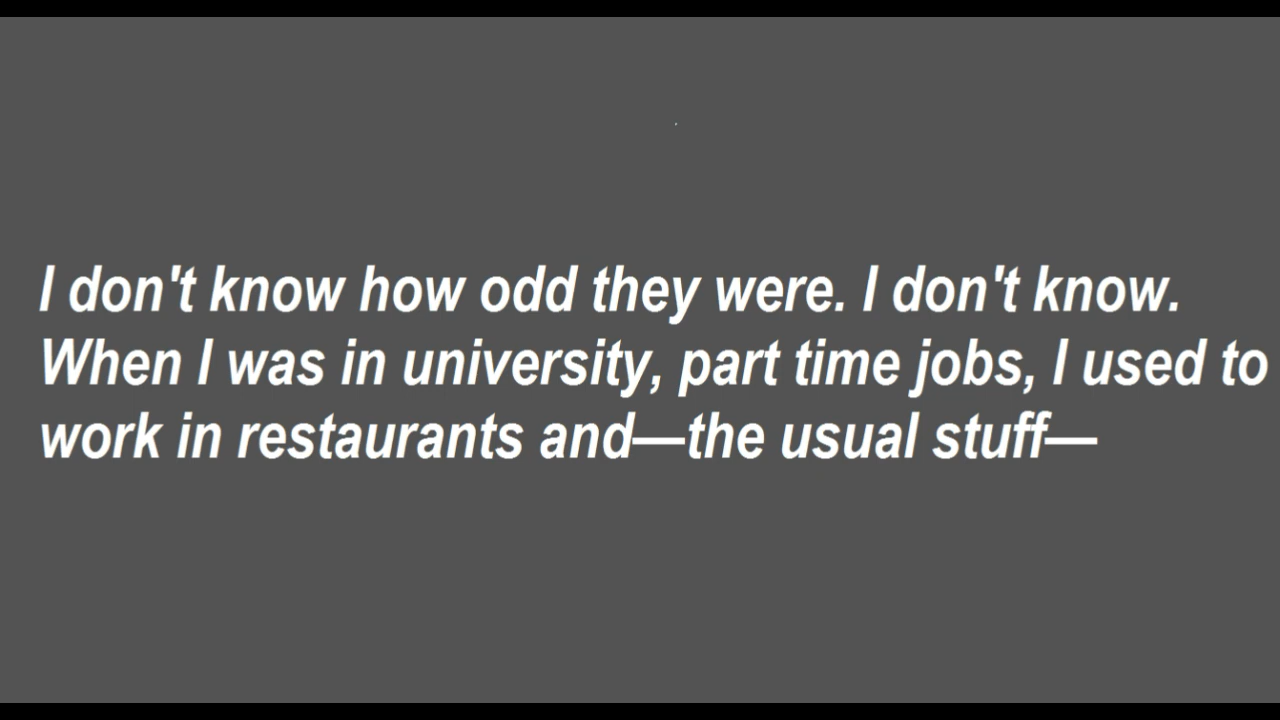 I don't know how odd they were. I don't know.
When I was in university, part time jobs, I used to
work in restaurants and—the usual stuff—